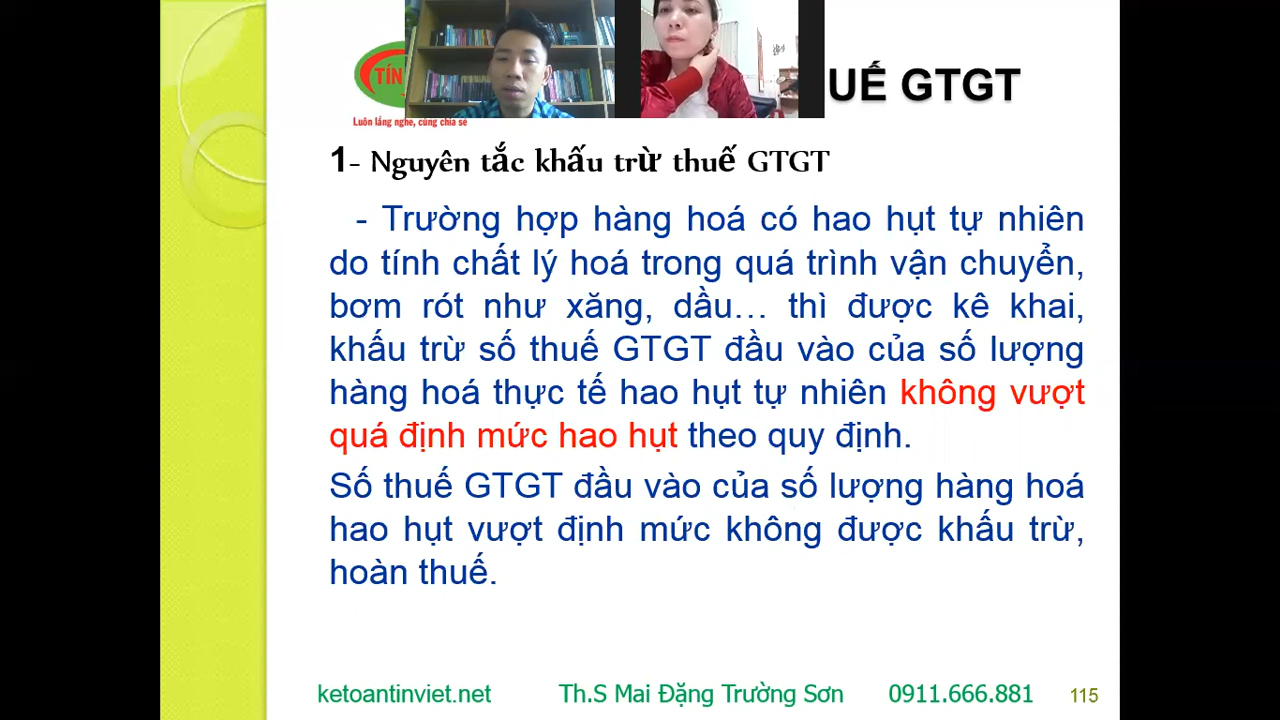 TÍN
UẾ GTGT
Luôn lắng nghe, cùng chia sẻ
1- Nguyên tắc khấu trừ thuế GTGT
- Trường hợp hàng hoá có hao hụt tự nhiên
do tính chất lý hoá trong quá trình vận chuyển,
bơm rót như xăng, dầu… thì được kê khai,
khấu trừ số thuế GTGT đầu vào của số lượng
hàng hoá thực tế hao hụt tự nhiên không vượt
quá định mức hao hụt theo quy định.
Số thuế GTGT đầu vào của số lượng hàng hoá
hao hụt vượt định mức không được khấu trừ,
hoàn thuế.
ketoantinviet.net Th.S Mai Đặng Trường Sơn 0911.666.881 115